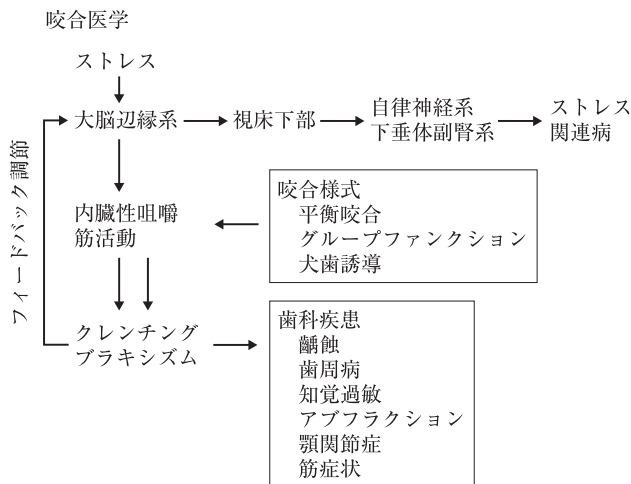 咬合医学
ストレス
大脳辺縁系
視床下部
自律神経系
下垂体副腎系
ストレス
関連病
フィードバック調節
内臓性咀嚼
筋活動
咬合様式
平衡咬合
グループファンクション
犬歯誘導
クレンチング
ブラキシズム
歯科疾患
齲蝕
歯周病
知覚過敏
アブフラクション
顎関節症
筋症状